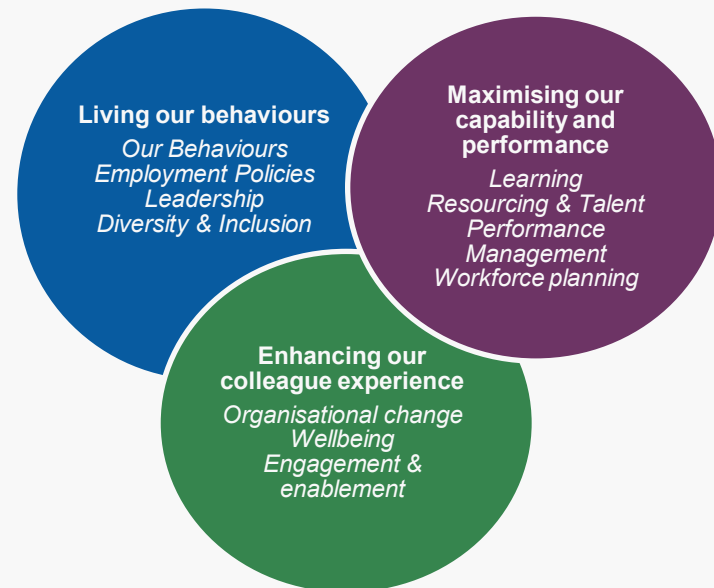 Living our behaviours
Our Behaviours
Employment Policies
Leadership
Diversity & Inclusion
Maximising our
capability and
performance
Learning
Resourcing & Talent
Performance
Management
Workforce planning
Enhancing our
colleague experience
Organisational change
Wellbeing
Engagement &
enablement